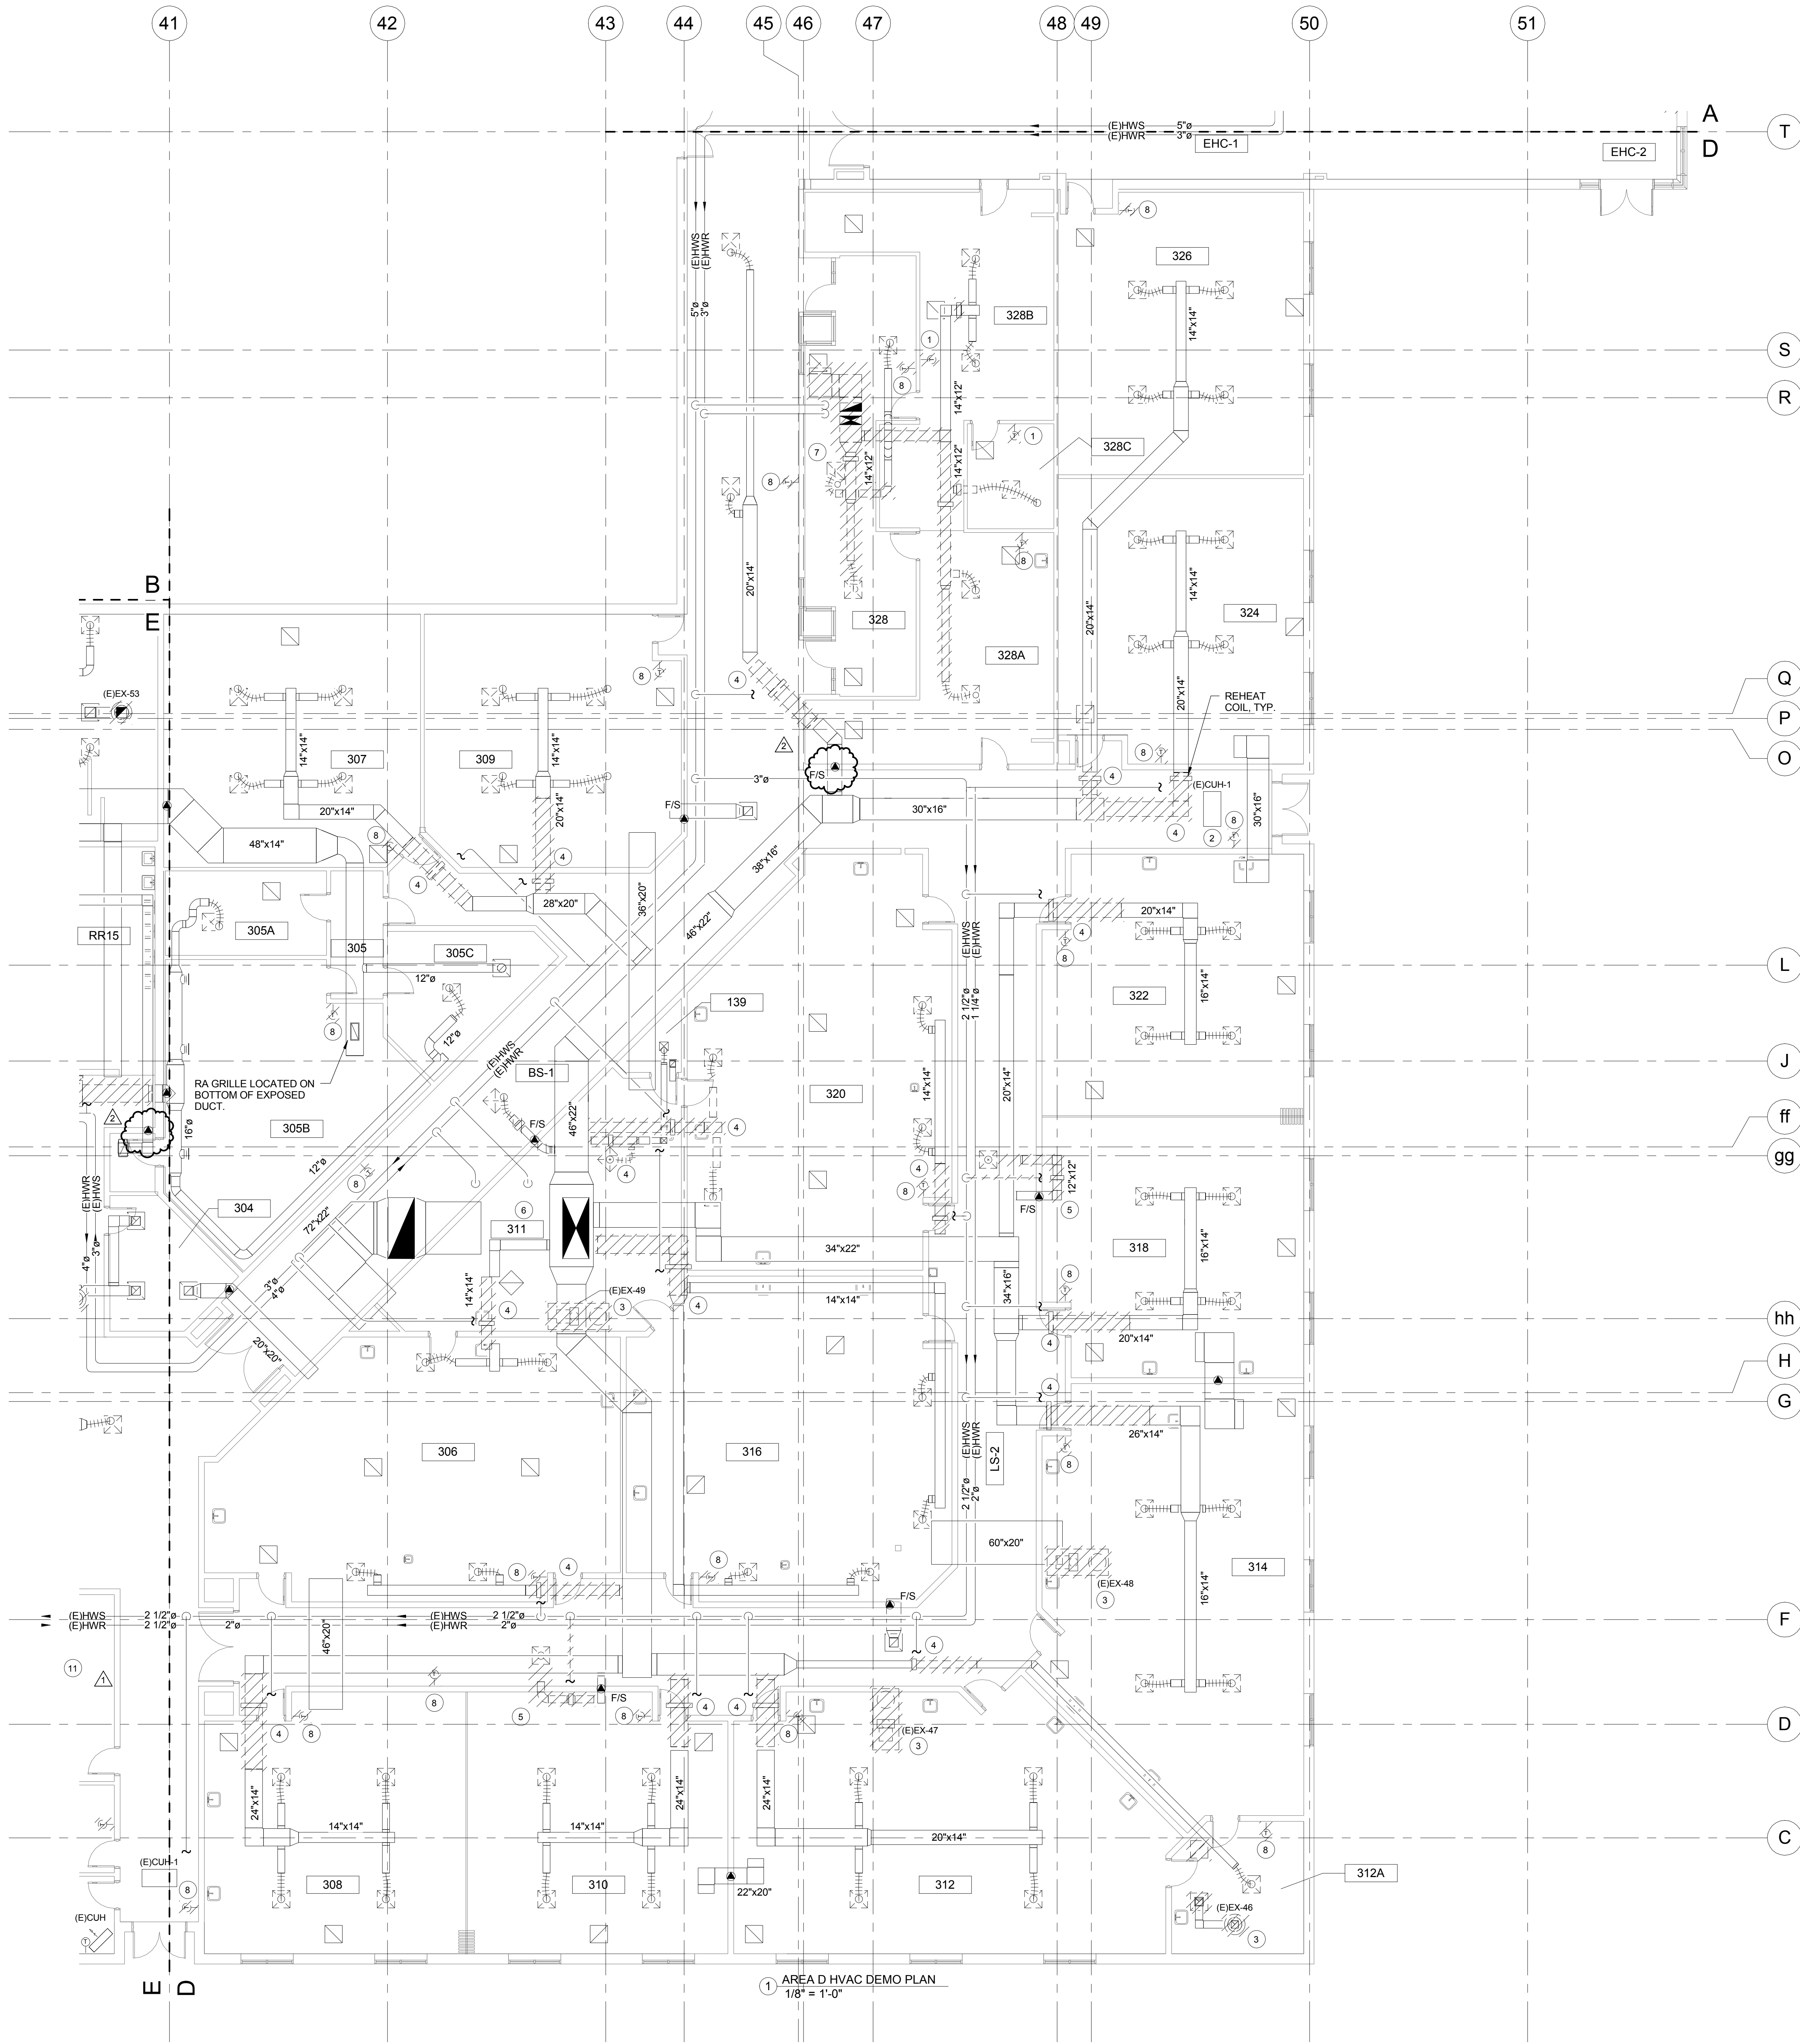 41
42
43
44
45
46
47
48
49
50
51
A
T
D
(E)HWS 5"ø
(E)HWR 3"ø
EHC-1
EHC-2
8
326
(E)HWS
(E)HWR
5"ø
3"ø
14"x14"
328B
1
S
8
R
14"x12"
1
328C
7
14"x12"
14"x12"
8
8
20"x14"
B
E
14"x14"
324
328
20"x14"
328A
8
4
Q
(E)EX-53
20"x14"
REHEAT
COIL, TYP.
P
2
14"x14"
307
309
14"x14"
8
O
F/S
4
3"ø
(E)CUH-1
20"x14"
20"x14"
F/S
30"x16"
30"x16"
8
4
2
8
48"x14"
4
38"x16"
4
36"x20"
28"x20"
46"x22"
20"x14"
RR15
305A
305
305C
(E)HWS
(E)HWR
4
8
L
12"ø
322
16"x14"
139
2 1/2"ø
1 1/4"ø
8
12"ø
(E)HWS
(E)HWR
BS-1
J
RA GRILLE LOCATED ON
BOTTOM OF EXPOSED
DUCT.
320
14"x14"
20"x14"
2
16"ø
305B
46"x22"
F/S
4
ff
gg
12"ø
8
4
4
8
12"x12"
(E)HWR
(E)HWS
304
72"x22"
6
311
F/S
5
4"ø
3"ø
34"x22"
318
16"x14"
3"ø
4"ø
14"x14"
(E)EX-49
8
34"x16"
4
3
4
14"x14"
hh
20"x14"
4
20"x20"
H
4
G
26"x14"
306
316
(E)HWS
(E)HWR
LS-2
8
2 1/2"ø
2"ø
60"x20"
8
4
8
314
(E)EX-48
3
16"x14"
F/S
(E)HWS 2 1/2"ø
(E)HWR 2 1/2"ø
2"ø
(E)HWS 2 1/2"ø
(E)HWR 2"ø
F
46"x20"
4
11
1
8
F/S
4
8
5
8
4
4
8
(E)EX-47
3
D
24"x14"
24"x14"
24"x14"
14"x14"
14"x14"
20"x14"
C
8
(E)CUH-1
308
310
22"x20"
312
312A
8
(E)EX-46
(E)CUH
3
E
D
1
AREA D HVAC DEMO PLAN
1/8" = 1'-0"